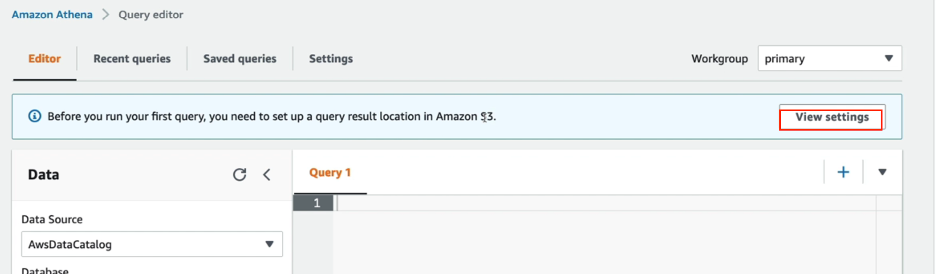 Amazon Athena > Query editor
Editor Recent queries Saved queries Settings Workgroup primary
Before you run your first query, you need to set up a query result location in Amazon S3. View settings
Data Query 1
1
Data Source
AwsDataCatalog
Database